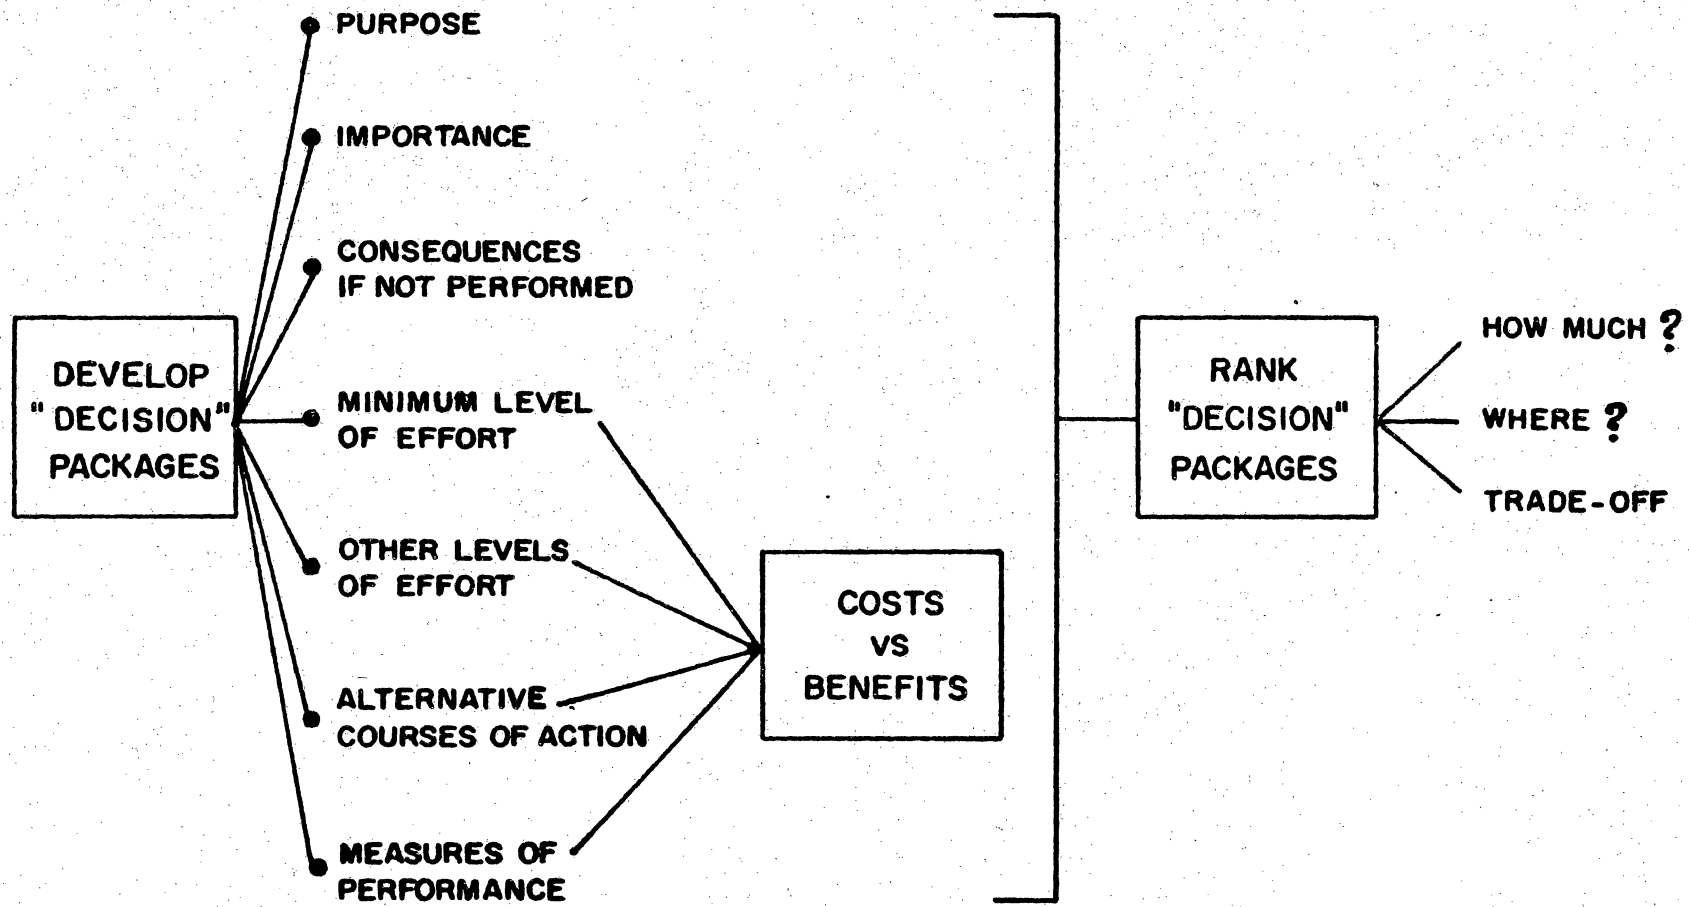 PURPOSE
IMPORTANCE
CONSEQUENCES
IF NOT PERFORMED
DEVELOP
"DECISION"
PACKAGES
MINIMUM LEVEL
OF EFFORT
OTHER LEVELS
OF EFFORT
ALTERNATIVE
COURSES OF ACTION
MEASURES OF
PERFORMANCE
COSTS
VS
BENEFITS
RANK
"DECISION"
PACKAGES
HOW MUCH ?
WHERE ?
TRADE-OFF